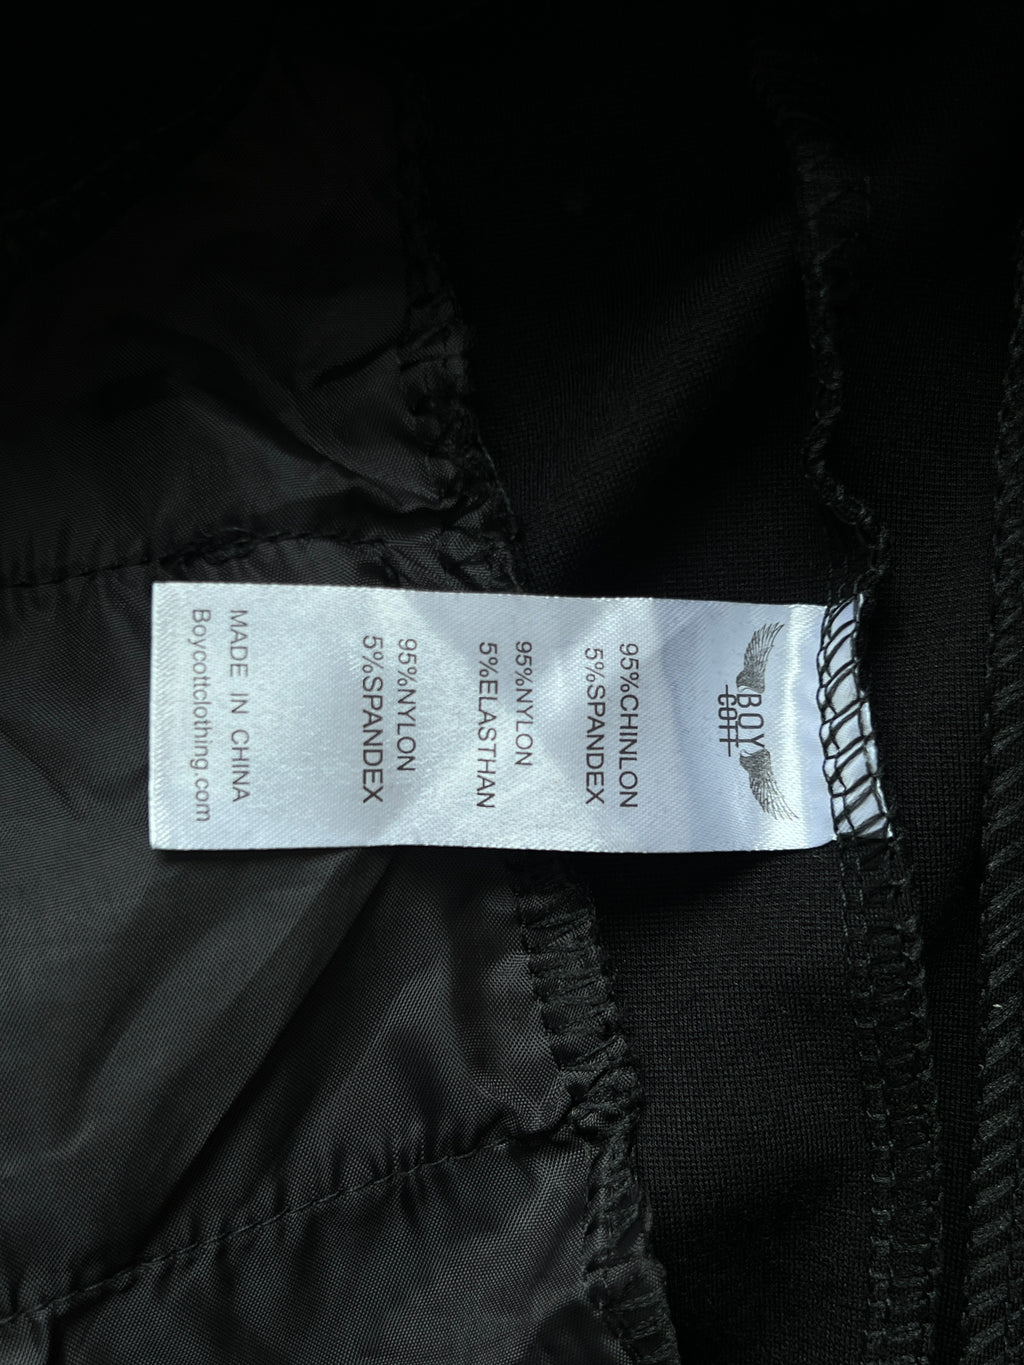 BOY
COTT
95%CHINLON
5%SPANDEX
95%NYLON
5%ELASTHAN
95%NYLON
5%SPANDEX
MADE IN CHINA
Boycottclothing.com